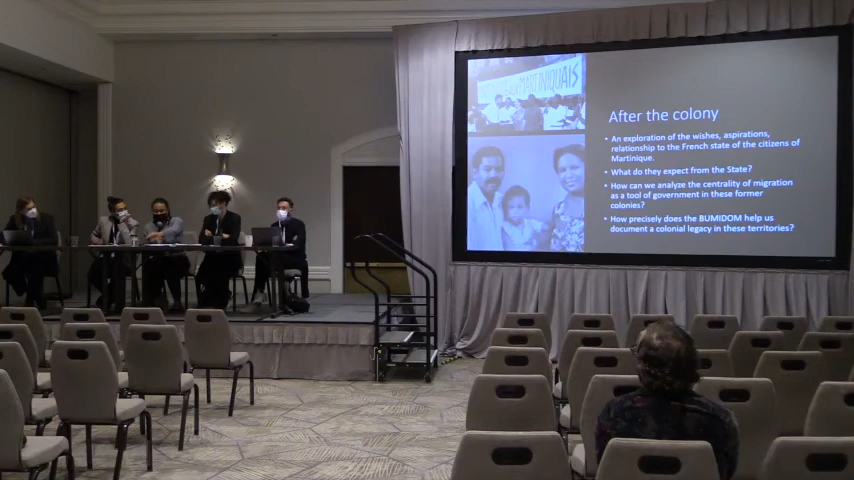 MARTINIQUAIS
After the colony
• An exploration of the wishes, aspirations,
relationship to the French state of the citizens of
Martinique.
• What do they expect from the State?
• How can we analyze the centrality of migration
as a tool of government in these former
colonies?
• How precisely does the BUMIDOM help us
document a colonial legacy in these territories?